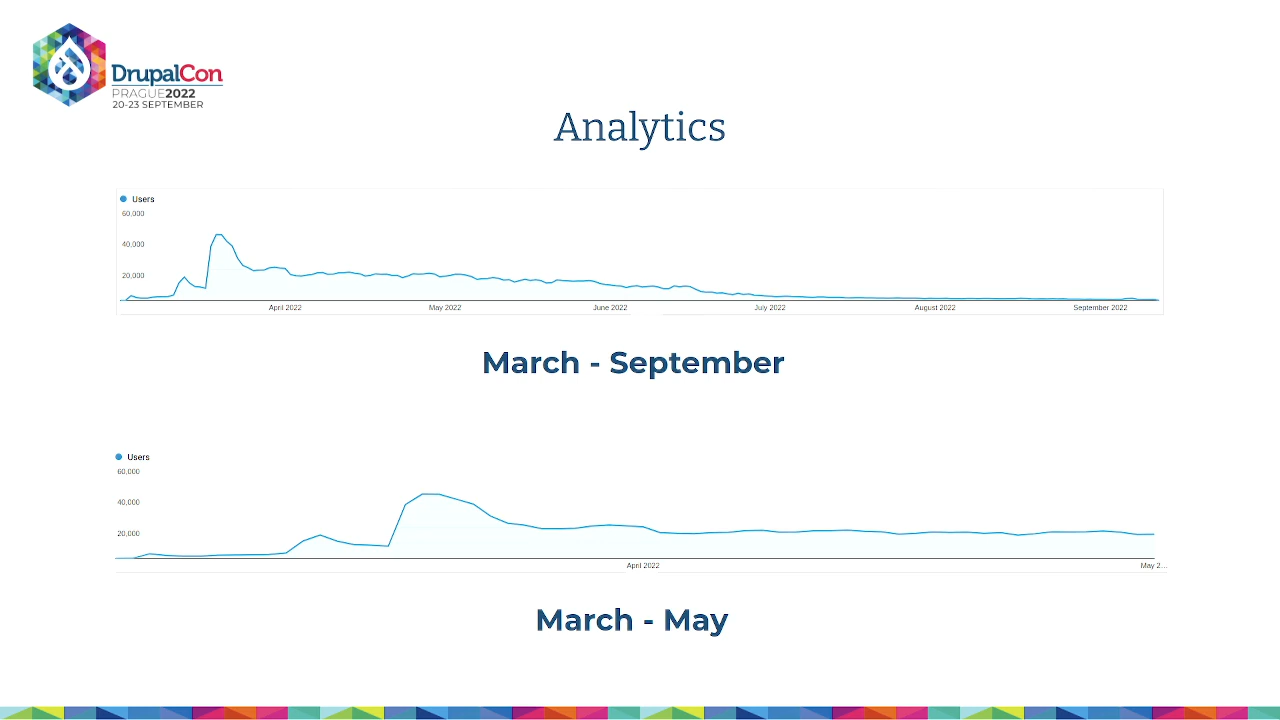 DrupalCon
PRAGUE2022
20-23 SEPTEMBER
Analytics
Users
60,000
40,000
20,000
April 2022 May 2022 June 2022 July 2022 August 2022 September 2022
March - September
Users
60,000
40,000
20,000
April 2022 May 2...
March - May